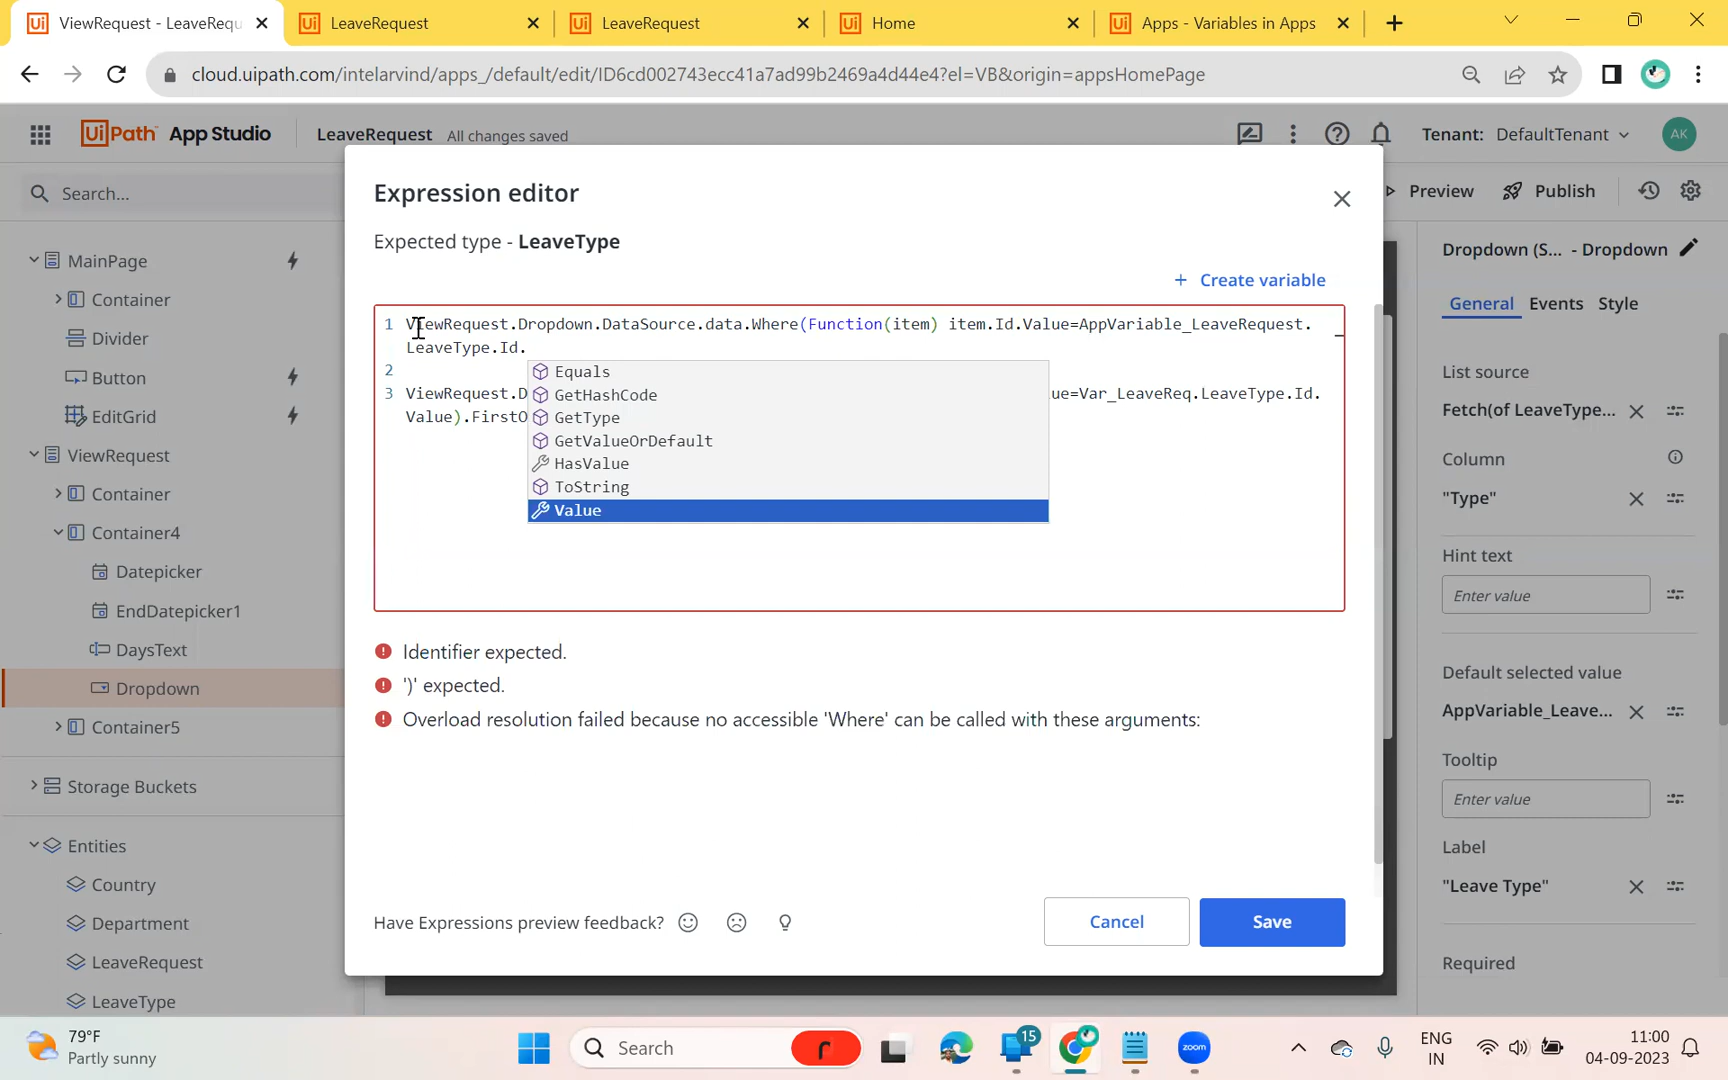 ViewRequest - LeaveRequ
LeaveRequest
LeaveRequest
Home
Apps - Variables in Apps
cloud.uipath.com/intelarvind/apps_/default/edit/ID6cd002743ecc41a7ad99b2469a4d44e4?el=VB&origin=appsHomePage
UiPath App Studio
LeaveRequest
All changes saved
Tenant: DefaultTenant
AK
Search...
Preview
Publish
MainPage
Container
Divider
Button
EditGrid
ViewRequest
Container
Container4
Datepicker
EndDatepicker1
DaysText
Dropdown
Container5
Storage Buckets
Entities
Country
Department
LeaveRequest
LeaveType
Expression editor
Expected type - LeaveType
+ Create variable
1 ViewRequest.Dropdown.DataSource.data.Where(Function(item) item.Id.Value=AppVariable_LeaveRequest.
LeaveType.Id.
2
3 ViewRequest.D ue=Var_LeaveReq.LeaveType.Id.
Value).FirstO
Equals
GetHashCode
GetType
GetValueOrDefault
HasValue
ToString
Value
Identifier expected.
')' expected.
Overload resolution failed because no accessible 'Where' can be called with these arguments:
Have Expressions preview feedback?
Cancel
Save
Dropdown (S... - Dropdown
General
Events
Style
List source
Fetch(of LeaveType...
Column
"Type"
Hint text
Enter value
Default selected value
AppVariable_Leave...
Tooltip
Enter value
Label
"Leave Type"
Required
79°F
Partly sunny
Search
15
zoom
ENG
IN
11:00
04-09-2023